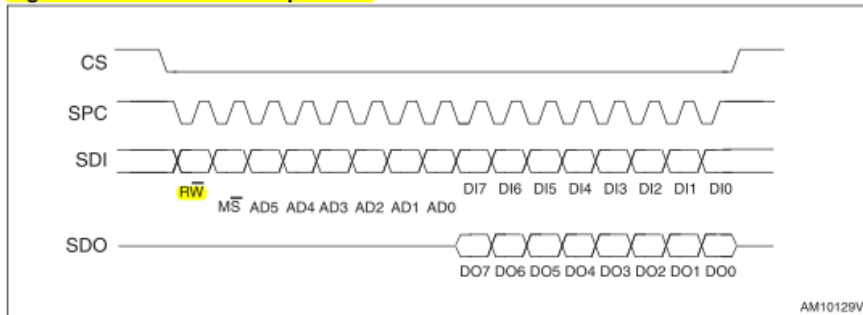 CS
SPC
SDI
RW̅
DI7 DI6 DI5 DI4 DI3 DI2 DI1 DI0
MS̅ AD5 AD4 AD3 AD2 AD1 AD0
SDO
DO7 DO6 DO5 DO4 DO3 DO2 DO1 DO0
AM10129V